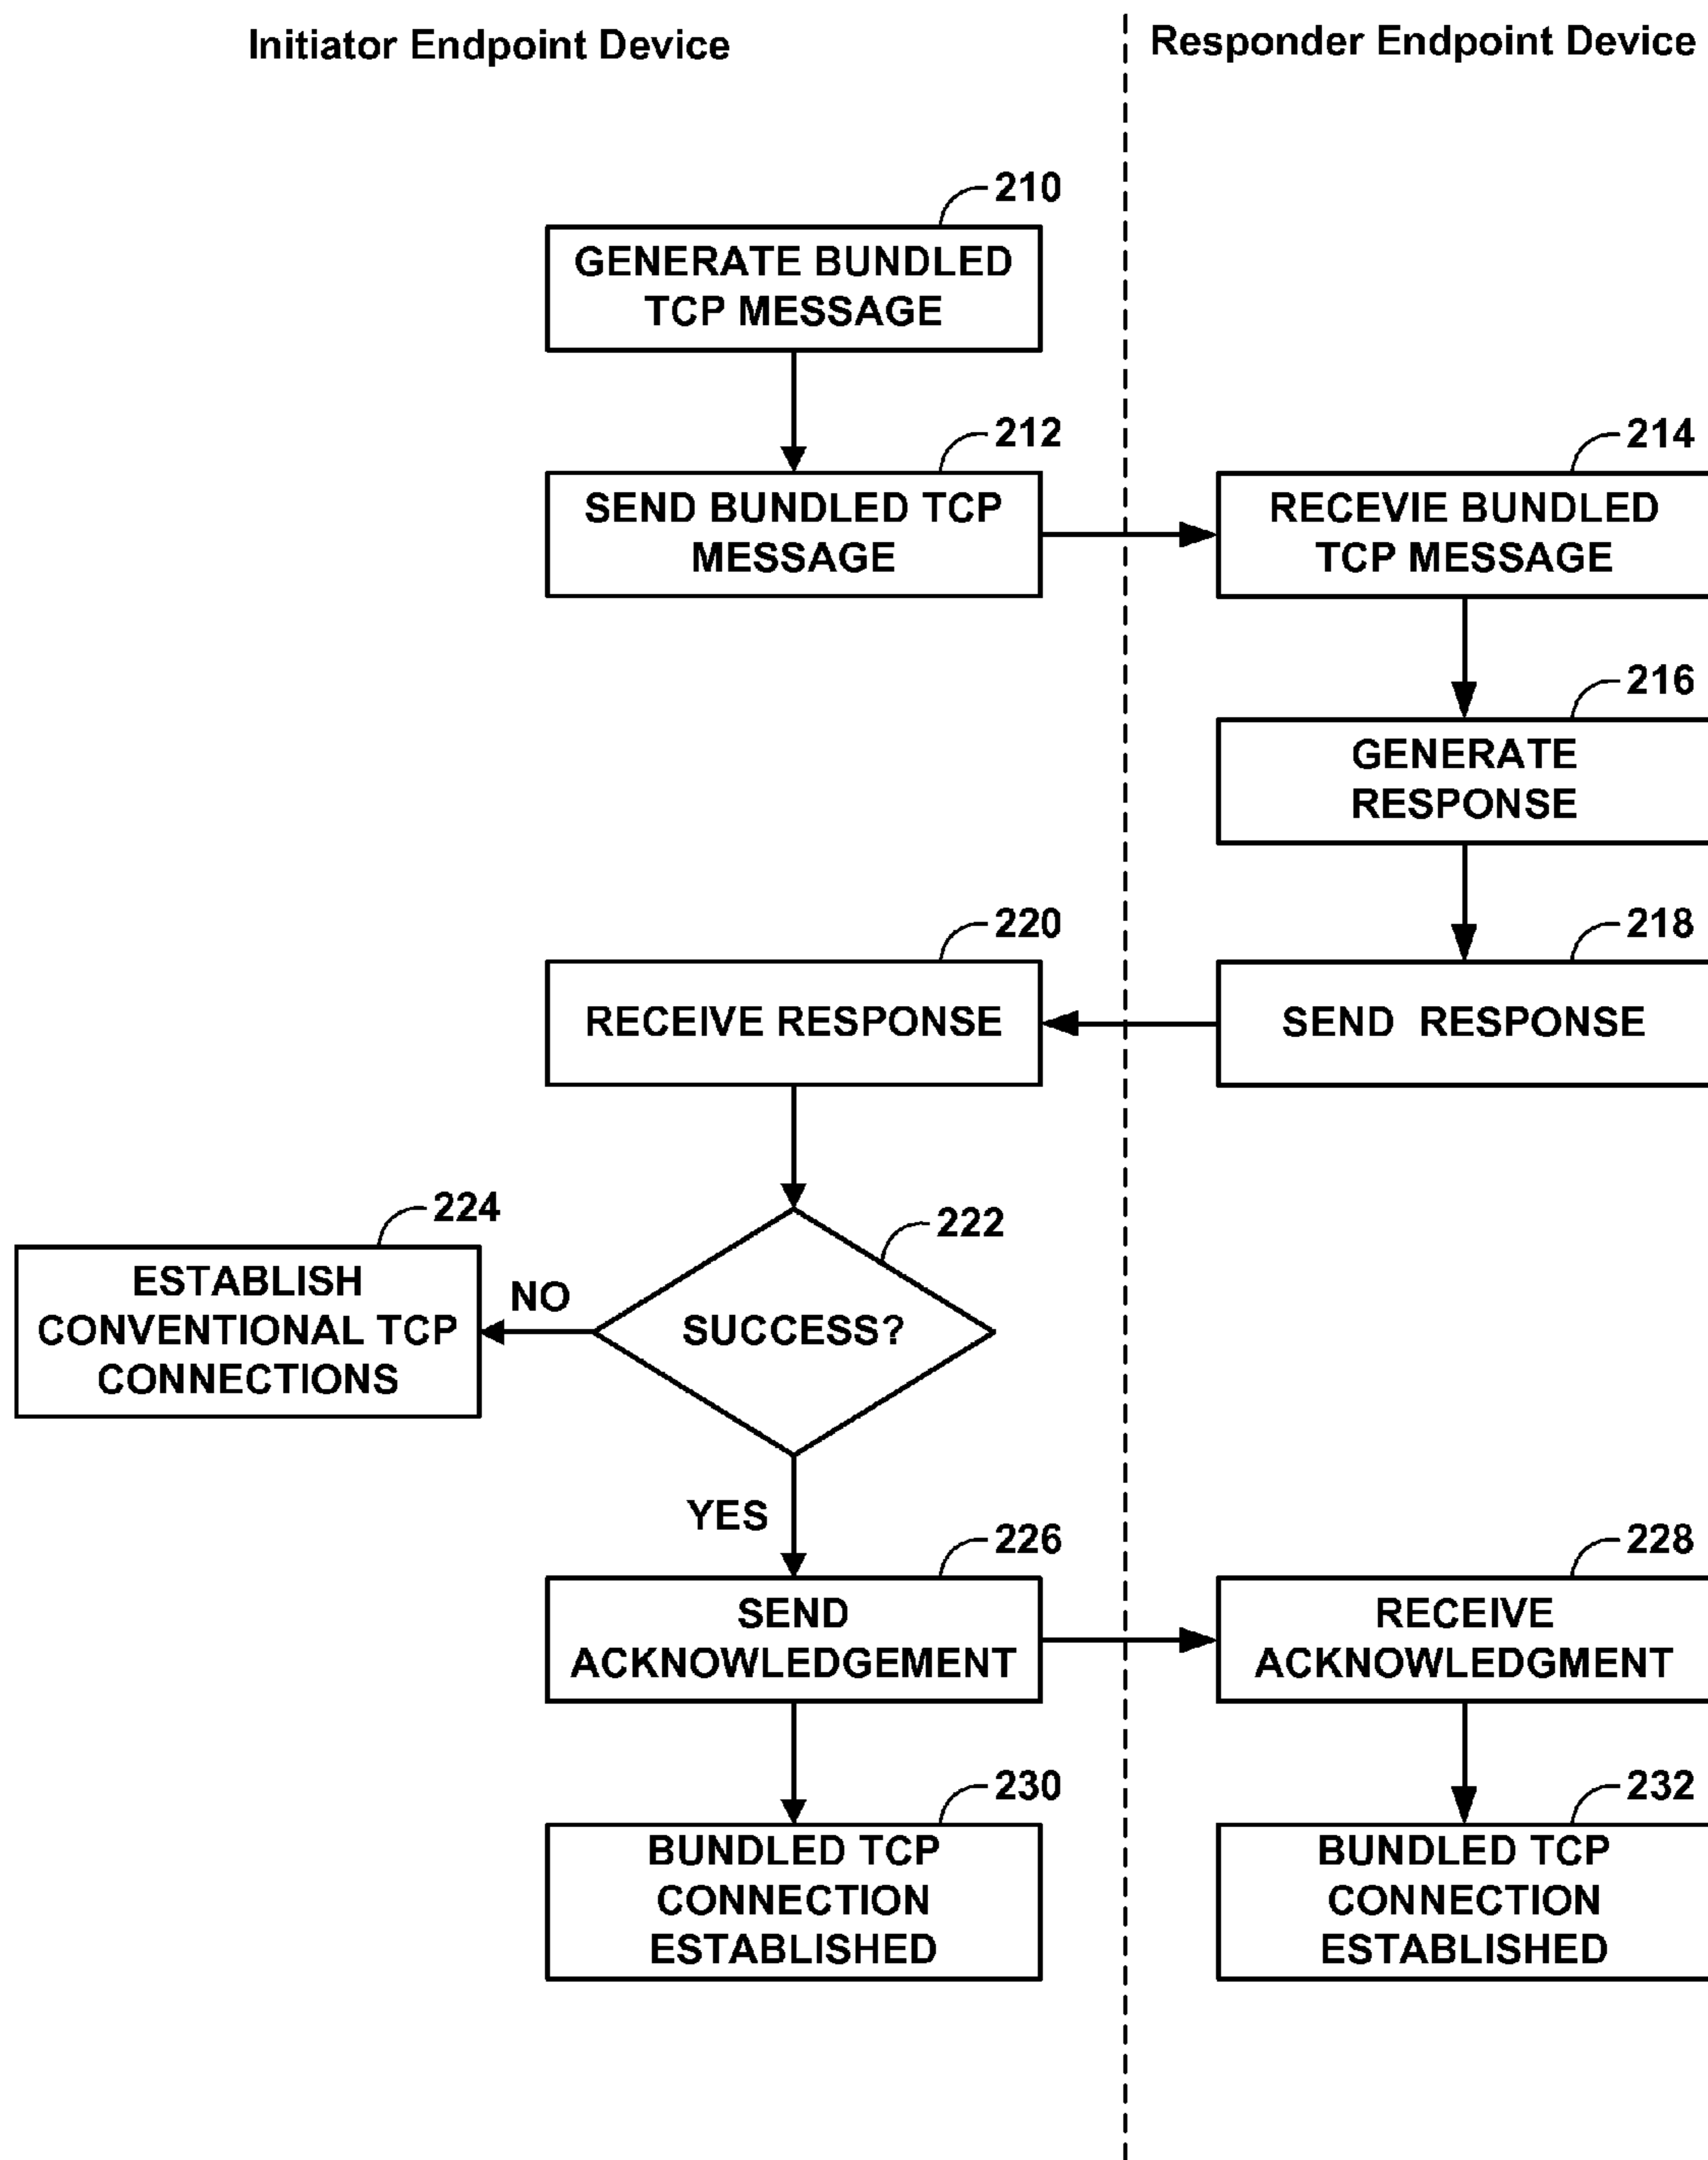 Initiator Endpoint Device
Responder Endpoint Device
210
GENERATE BUNDLED
TCP MESSAGE
212
SEND BUNDLED TCP
MESSAGE
214
RECEVIE BUNDLED
TCP MESSAGE
216
GENERATE
RESPONSE
218
SEND RESPONSE
220
RECEIVE RESPONSE
222
SUCCESS?
NO
224
ESTABLISH
CONVENTIONAL TCP
CONNECTIONS
YES
226
SEND
ACKNOWLEDGEMENT
228
RECEIVE
ACKNOWLEDGMENT
230
BUNDLED TCP
CONNECTION
ESTABLISHED
232
BUNDLED TCP
CONNECTION
ESTABLISHED